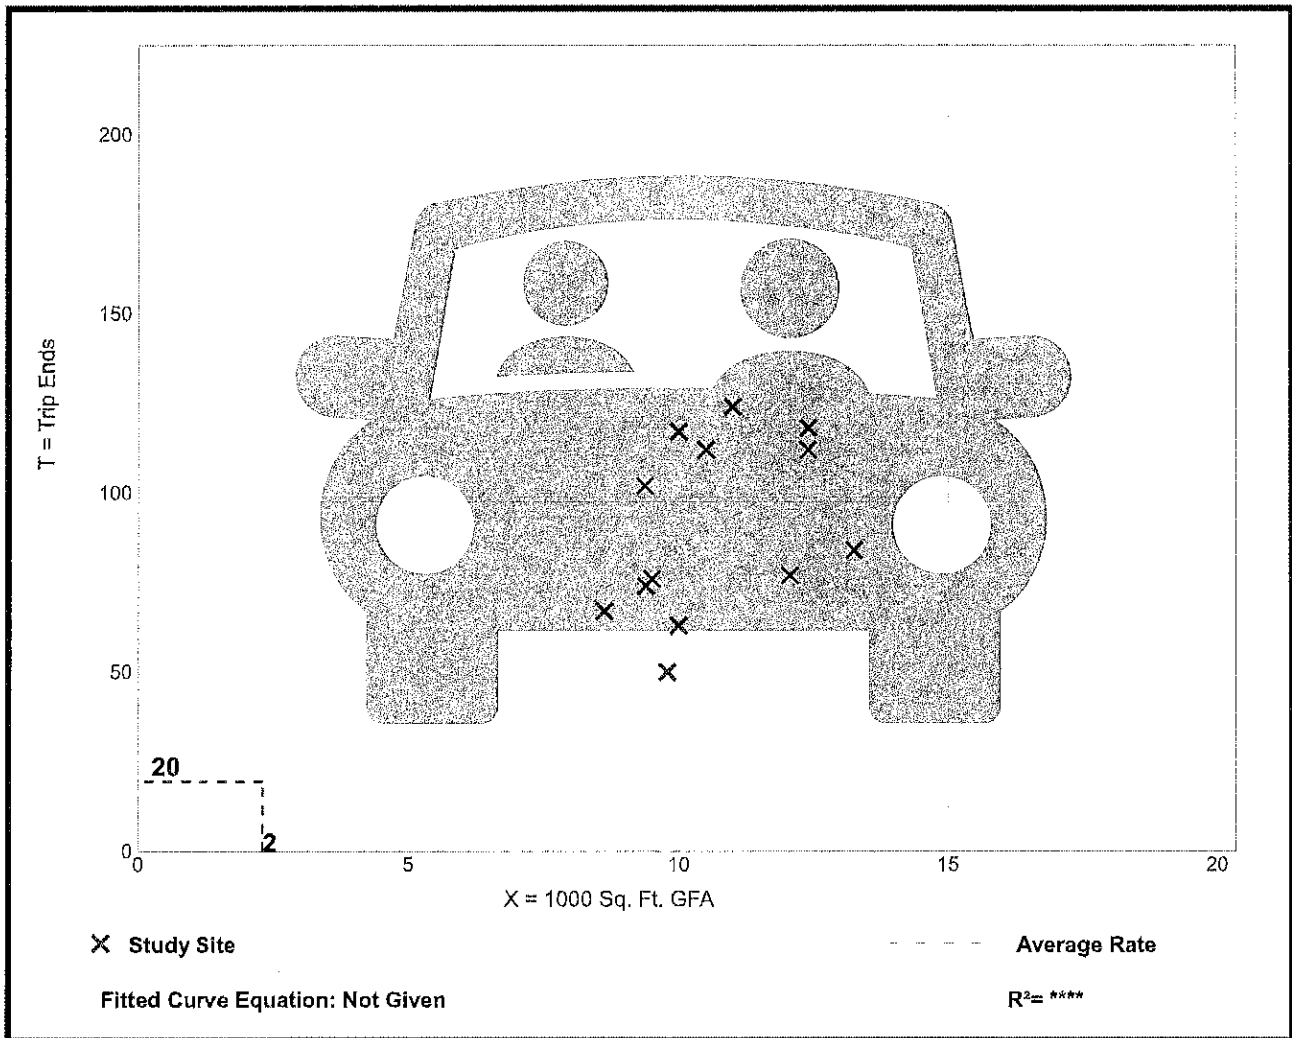 200
150
T = Trip Ends
100
50
20
2
0
0 5 10 15 20
X = 1000 Sq. Ft. GFA
Study Site
Average Rate
Fitted Curve Equation: Not Given
R²= ****